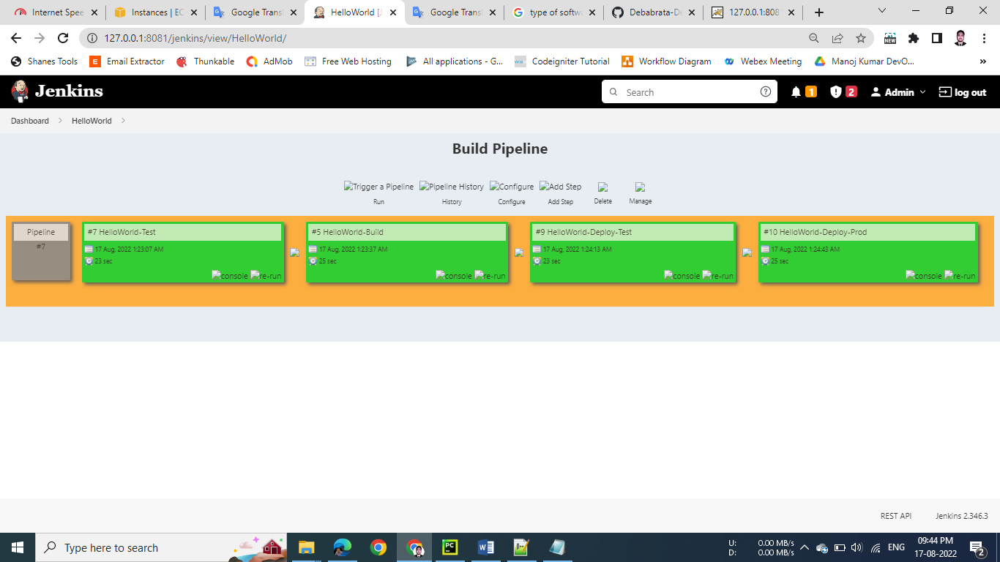 Internet Spee
Instances | EC
Google Transl
HelloWorld [J
Google Transl
type of softwa
Debabrata-De
127.0.0.1:808
127.0.0.1:8081/jenkins/view/HelloWorld/
NEW
Shanes Tools
Email Extractor
Thunkable
AdMob
Free Web Hosting
All applications - G...
Codeigniter Tutorial
Workflow Diagram
Webex Meeting
Manoj Kumar DevO...
»
Jenkins
Search
1
2
Admin
log out
Dashboard
HelloWorld
Build Pipeline
Trigger a Pipeline
Pipeline History
Configure
Add Step
Run
History
Configure
Add Step
Delete
Manage
Pipeline
#7
#7 HelloWorld-Test
17 Aug, 2022 1:23:07 AM
23 sec
console re-run
#5 HelloWorld-Build
17 Aug, 2022 1:23:37 AM
25 sec
console re-run
#9 HelloWorld-Deploy-Test
17 Aug, 2022 1:24:13 AM
23 sec
console re-run
#10 HelloWorld-Deploy-Prod
17 Aug, 2022 1:24:43 AM
25 sec
console re-run
REST API
Jenkins 2.346.3
Type here to search
PC
U: 0.00 MB/s
D: 0.00 MB/s
ENG
09:44 PM
17-08-2022
2